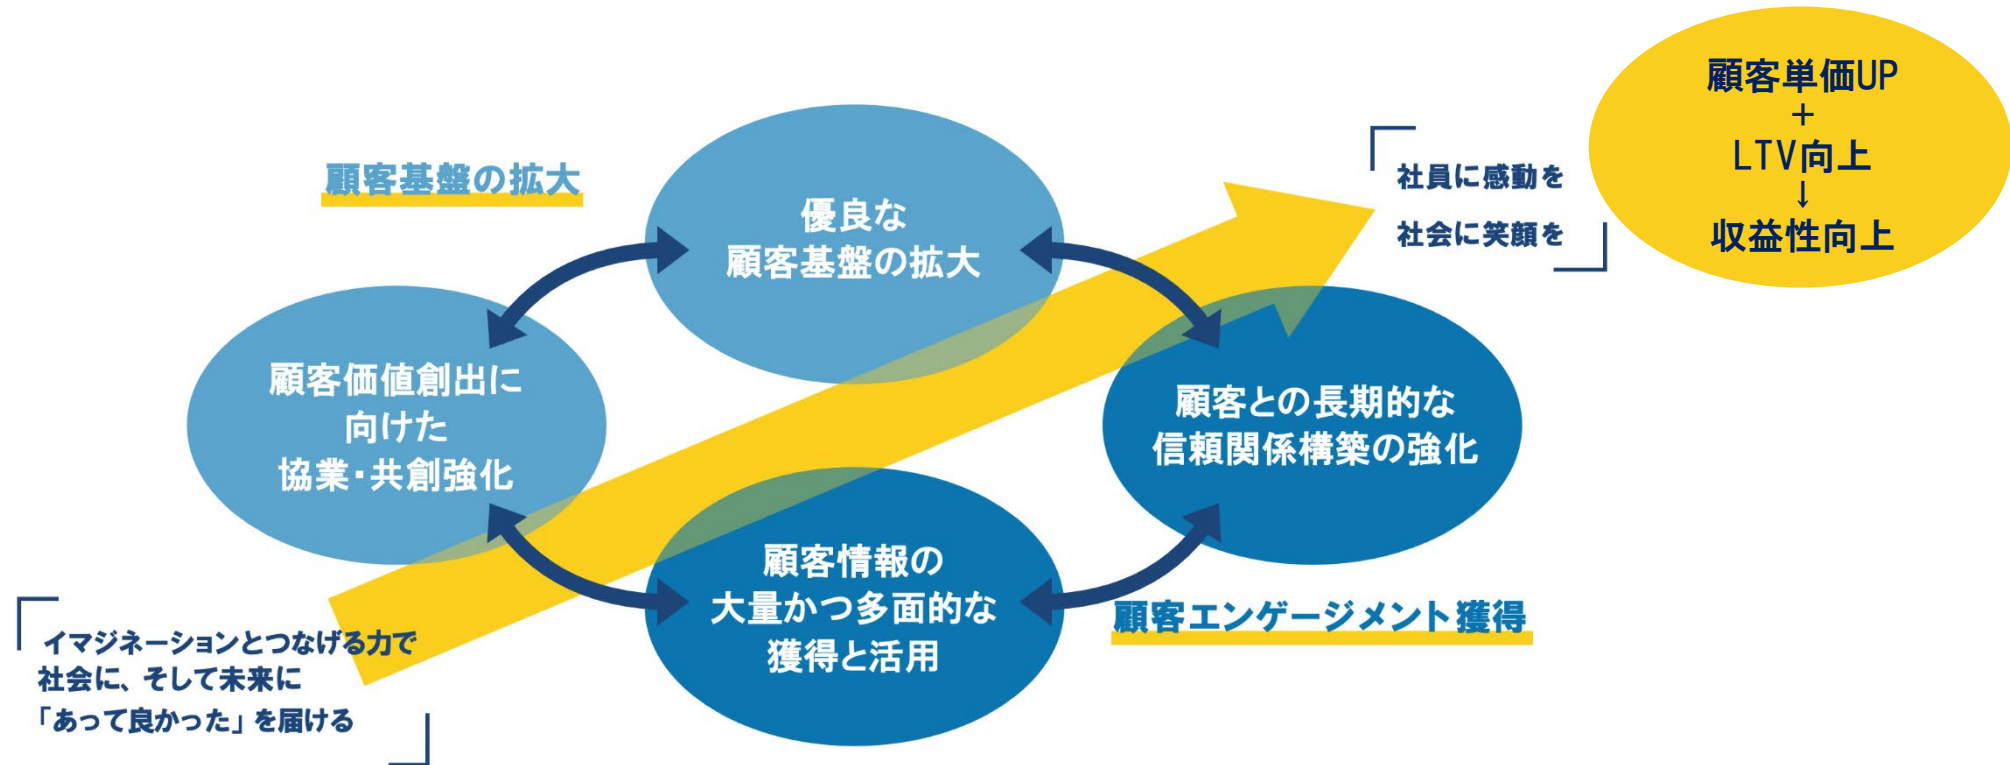 顧客単価UP
+
LTV向上
↓
収益性向上
社員に感動を
社会に笑顔を
顧客基盤の拡大
優良な
顧客基盤の拡大
顧客価値創出に
向けた
協業・共創強化
顧客との長期的な
信頼関係構築の強化
顧客情報の
大量かつ多面的な
獲得と活用
顧客エンゲージメント獲得
イマジネーションとつなげる力で
社会に、そして未来に
「あって良かった」を届ける